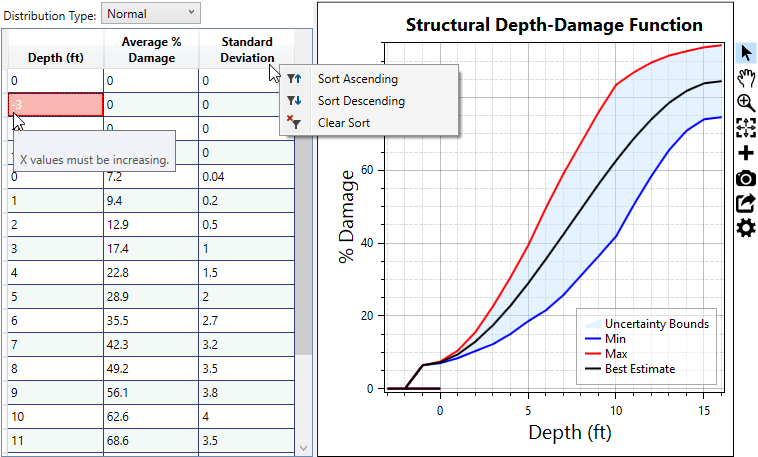 Distribution Type: Normal
Depth (ft) Average % Damage Standard Deviation
0 0 0
-3 0 0
0 0
0
0 7.2 0.04
1 9.4 0.2
2 12.9 0.5
3 17.4 1
4 22.8 1.5
5 28.9 2
6 35.5 2.7
7 42.3 3.2
8 49.2 3.5
9 56.1 3.8
10 62.6 4
11 68.6 3.5
X values must be increasing.
Sort Ascending
Sort Descending
Clear Sort
Structural Depth-Damage Function
% Damage
60
40
20
0
0 5 10 15
Depth (ft)
Uncertainty Bounds
Min
Max
Best Estimate